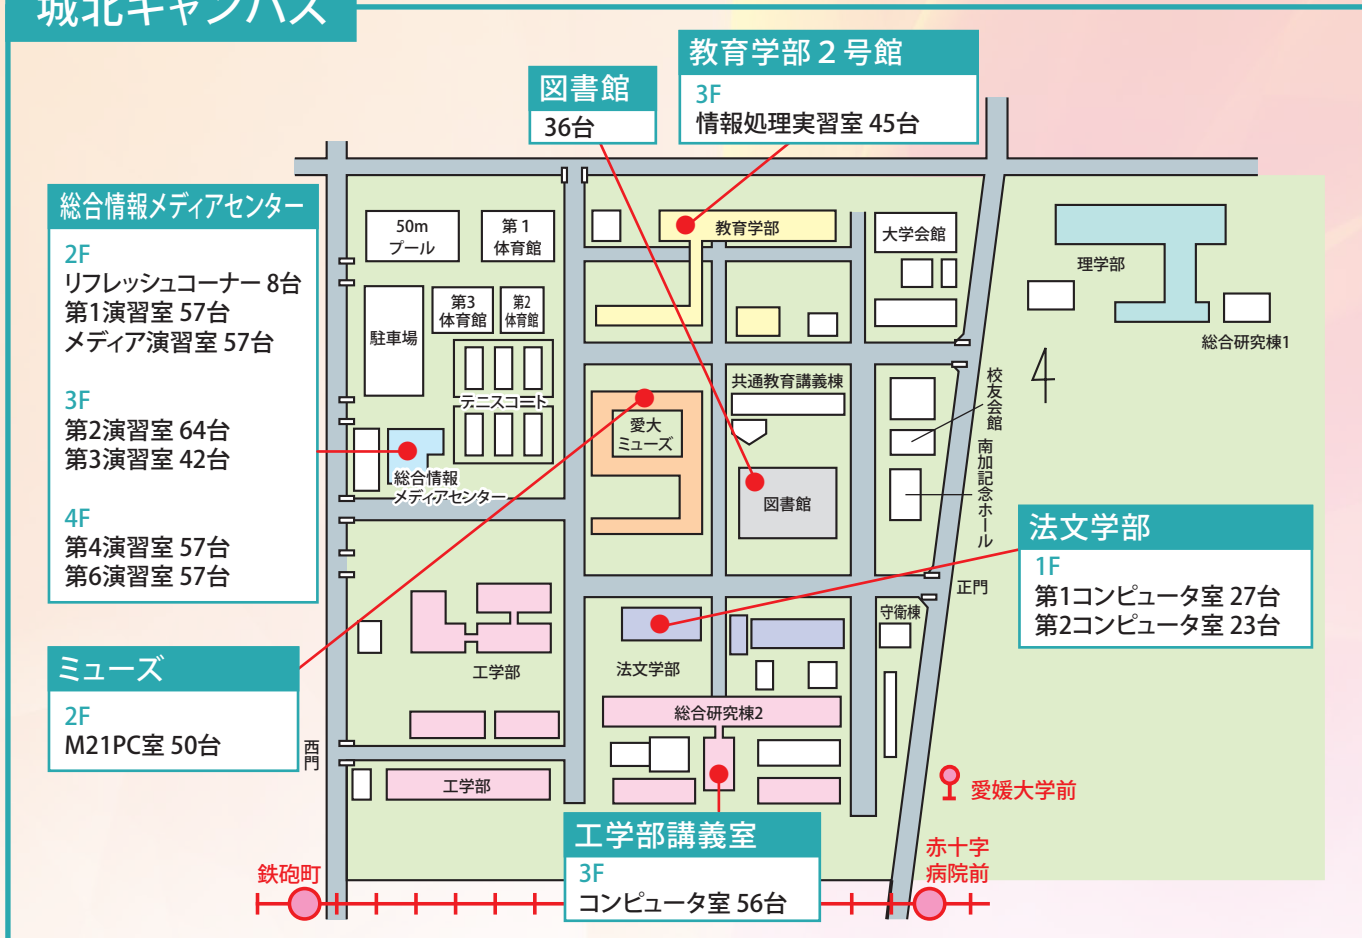 城北キャンパス
教育学部２号館
3F
情報処理実習室 45台
図書館
36台
総合情報メディアセンター
2F
リフレッシュコーナー 8台
第1演習室 57台
メディア演習室 57台
3F
第2演習室 64台
第3演習室 42台
4F
第4演習室 57台
第6演習室 57台
ミューズ
2F
M21PC室 50台
法文学部
1F
第1コンピュータ室 27台
第2コンピュータ室 23台
工学部講義室
3F
コンピュータ室 56台
50m
プール
第１
体育館
教育学部
大学会館
理学部
総合研究棟1
駐車場
第3
体育館
第2
体育館
テニスコート
共通教育講義棟
校友会館
愛大
ミューズ
南加記念ホール
総合情報
メディアセンター
図書館
正門
守衛棟
工学部
法文学部
総合研究棟2
西門
工学部
愛媛大学前
鉄砲町
赤十字
病院前